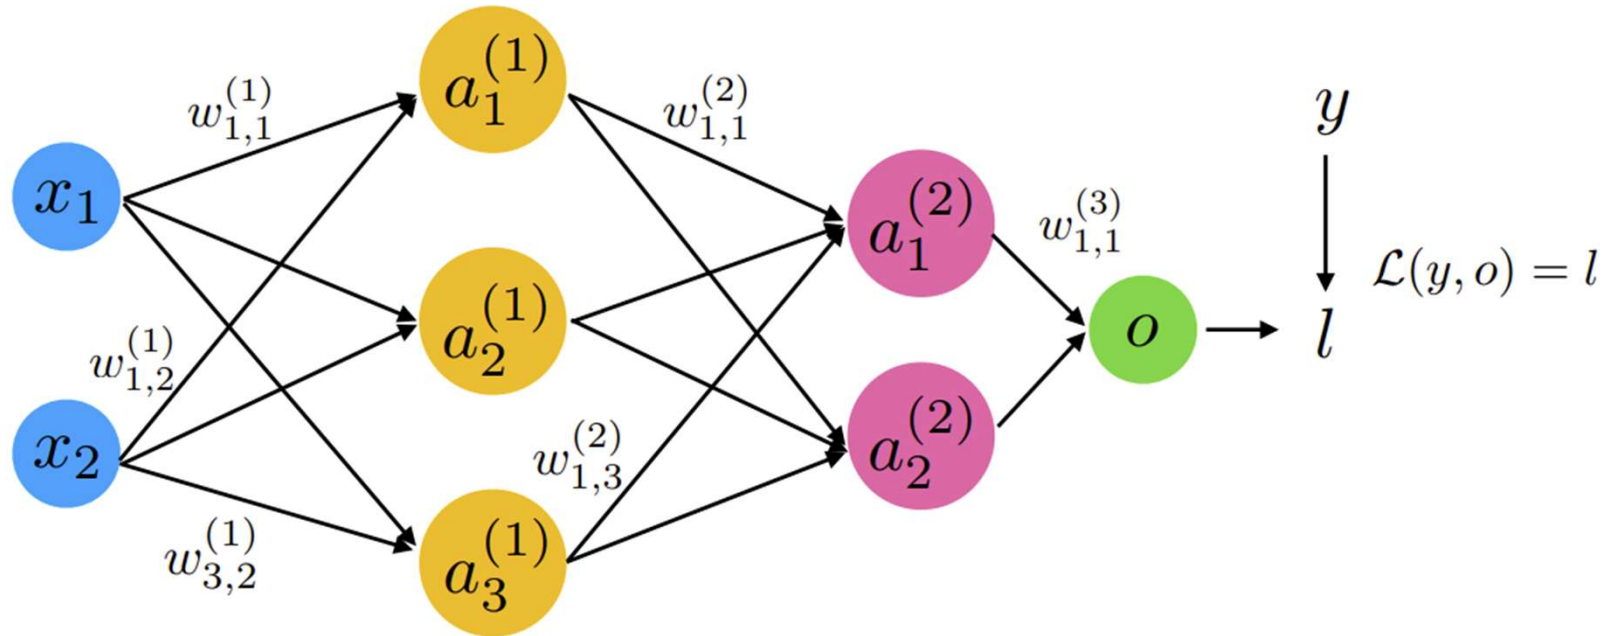 x_1
x_2
w_{1,1}^{(1)}
w_{1,2}^{(1)}
w_{3,2}^{(1)}
a_1^{(1)}
a_2^{(1)}
a_3^{(1)}
w_{1,1}^{(2)}
w_{1,3}^{(2)}
a_1^{(2)}
a_2^{(2)}
w_{1,1}^{(3)}
o
y
\mathcal{L}(y, o) = l
l